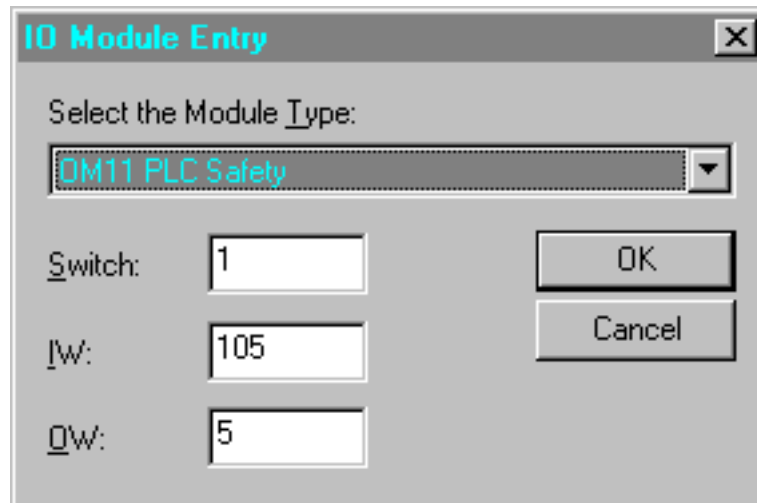 IO Module Entry
Select the Module Type:
OM11 PLC Safety
Switch: 1
OK
IW: 105
Cancel
OW: 5